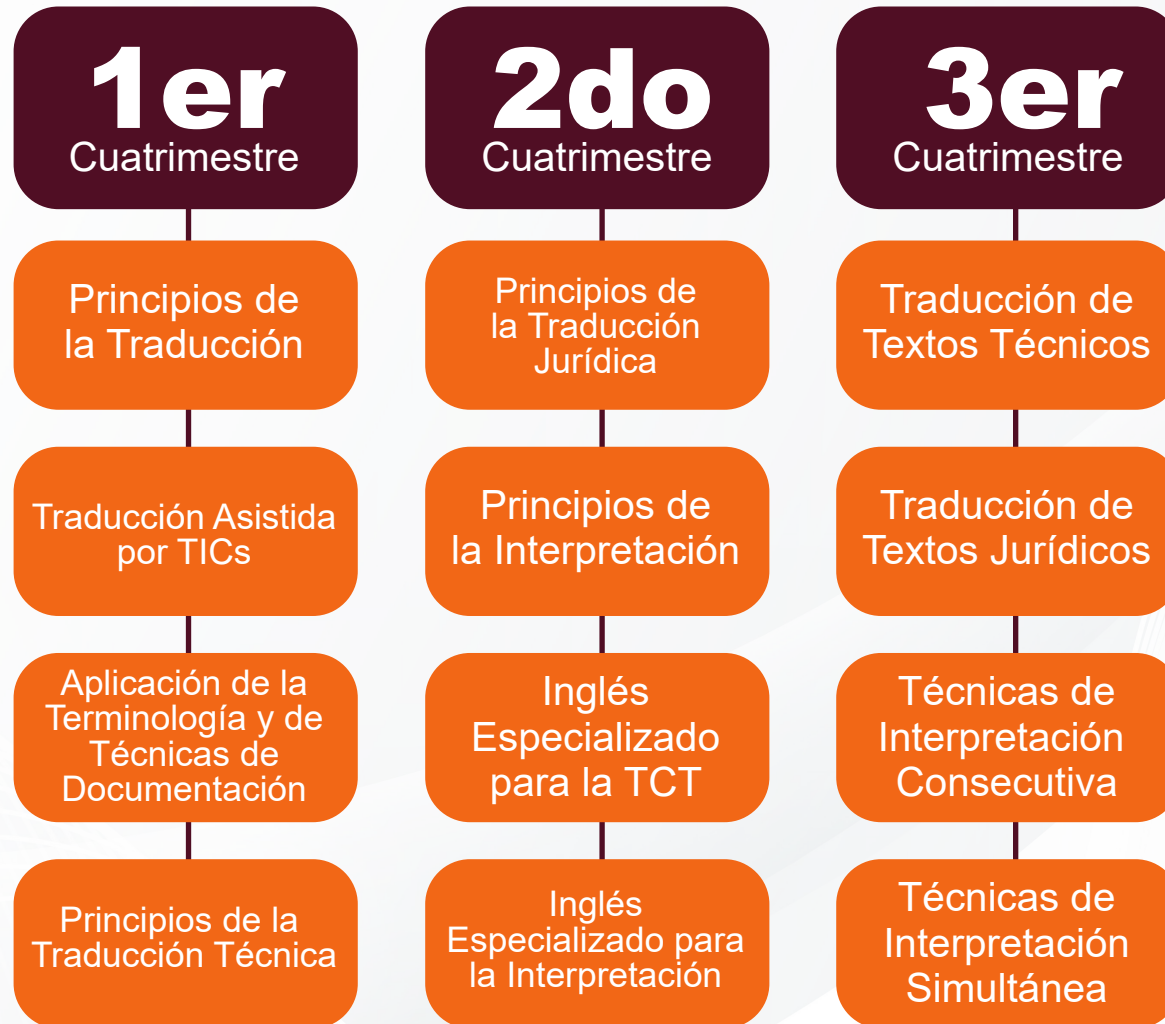 1er
Cuatrimestre
Principios de
la Traducción
Traducción Asistida
por TICs
Aplicación de la
Terminología y de
Técnicas de
Documentación
Principios de la
Traducción Técnica
2do
Cuatrimestre
Principios de
la Traducción
Jurídica
Principios de
la Interpretación
Inglés
Especializado
para la TCT
Inglés
Especializado para
la Interpretación
3er
Cuatrimestre
Traducción de
Textos Técnicos
Traducción de
Textos Jurídicos
Técnicas de
Interpretación
Consecutiva
Técnicas de
Interpretación
Simultánea